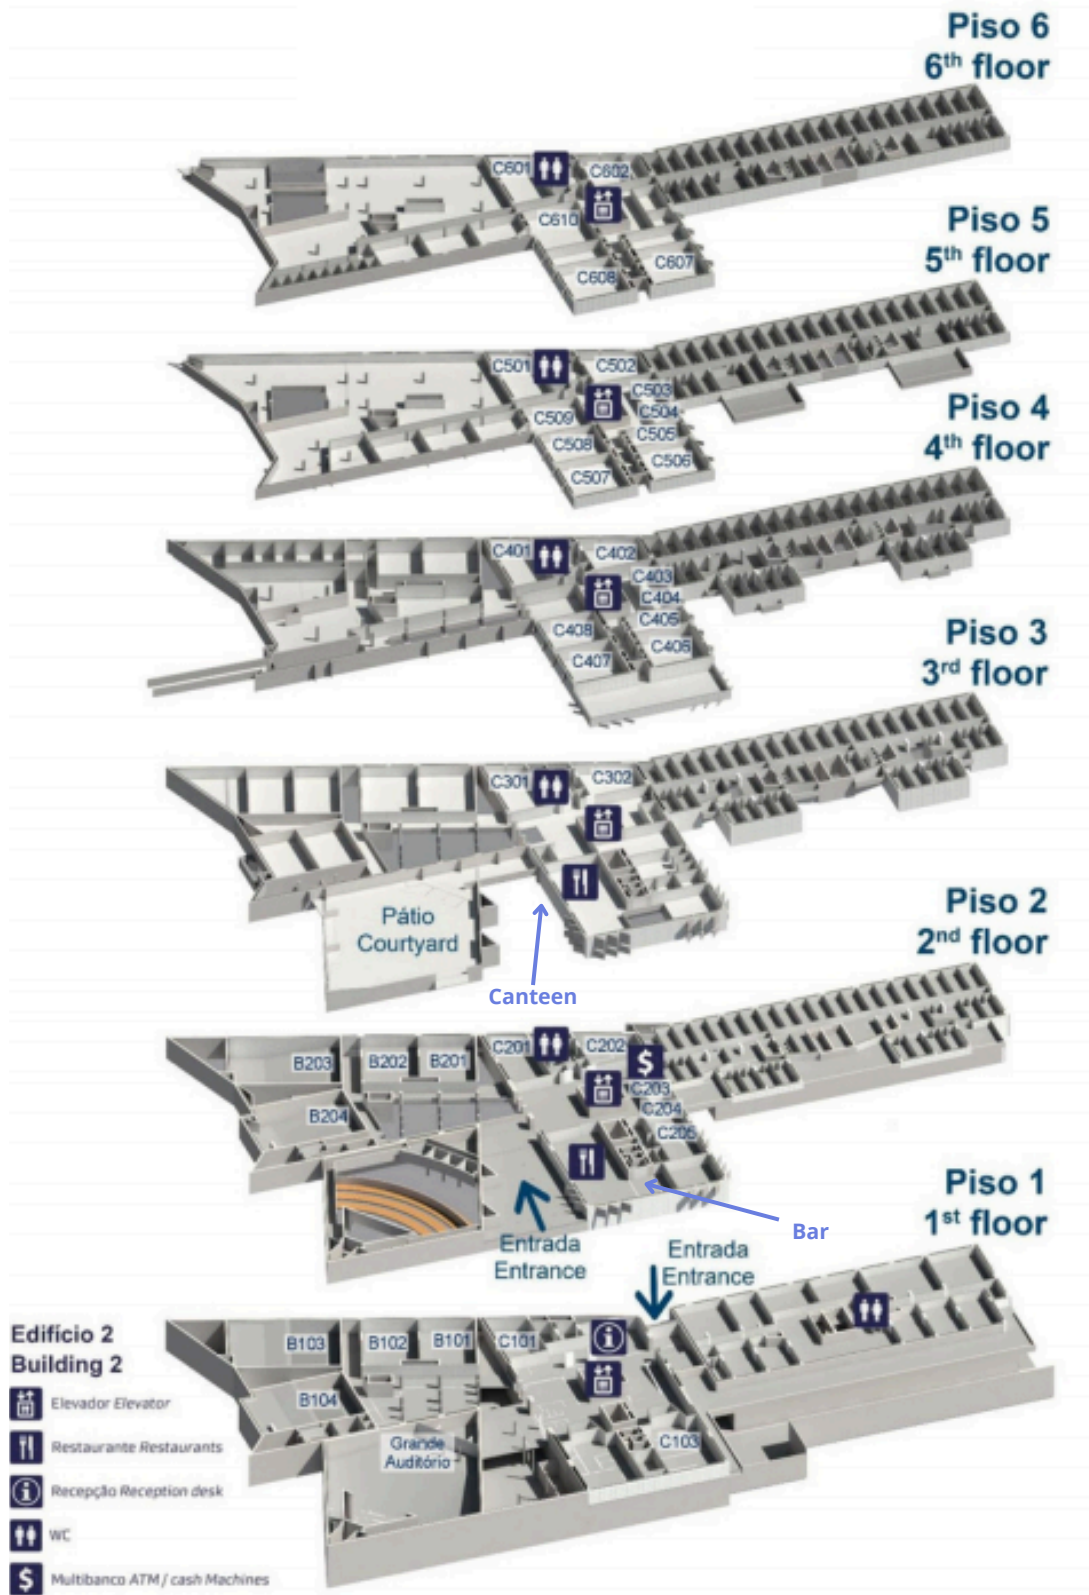 Piso 6
6th floor
C601
C602
C610
C608
C607
Piso 5
5th floor
C501
C502
C503
C504
C509
C505
C508
C506
C507
Piso 4
4th floor
C401
C402
C403
C404
C405
C408
C406
C407
Piso 3
3rd floor
C301
C302
Pátio
Courtyard
Canteen
Piso 2
2nd floor
B203
B202
B201
C201
C202
$
C203
C204
B204
C205
Bar
Entrada
Entrance
Piso 1
1st floor
Entrada
Entrance
B103
B102
B101
C101
B104
C103
Grande
Auditório
Edifício 2
Building 2
Elevador Elevator
Restaurante Restaurants
Recepção Reception desk
WC
$ Multibanco ATM / cash Machines